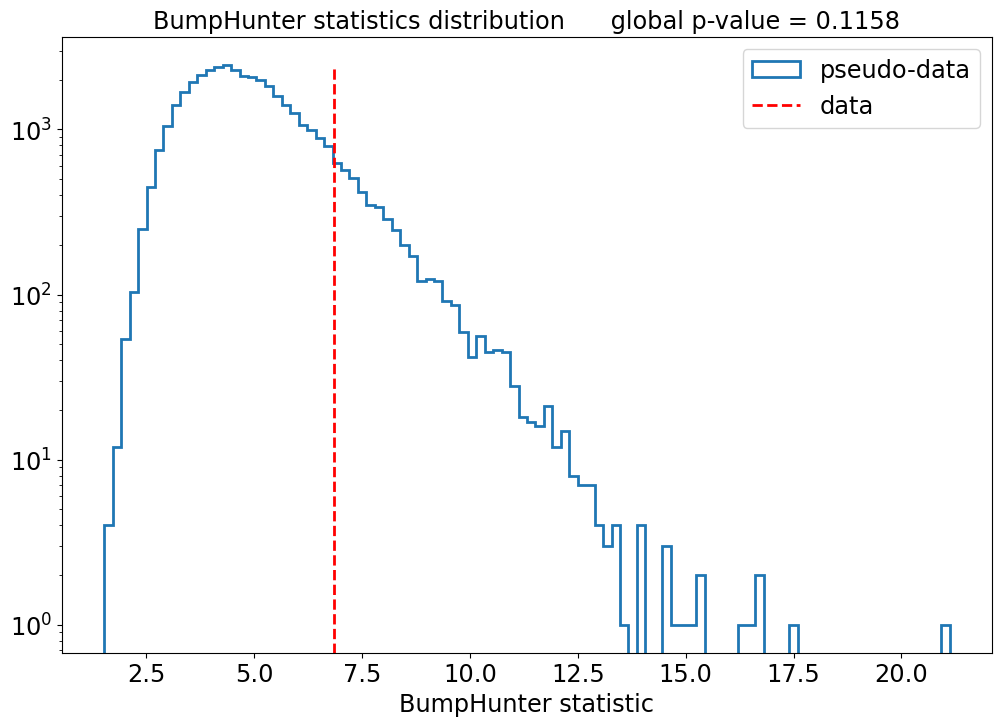 BumpHunter statistics distribution      global p-value = 0.1158
pseudo-data
data
10³
10²
10¹
10⁰
2.5 5.0 7.5 10.0 12.5 15.0 17.5 20.0
BumpHunter statistic